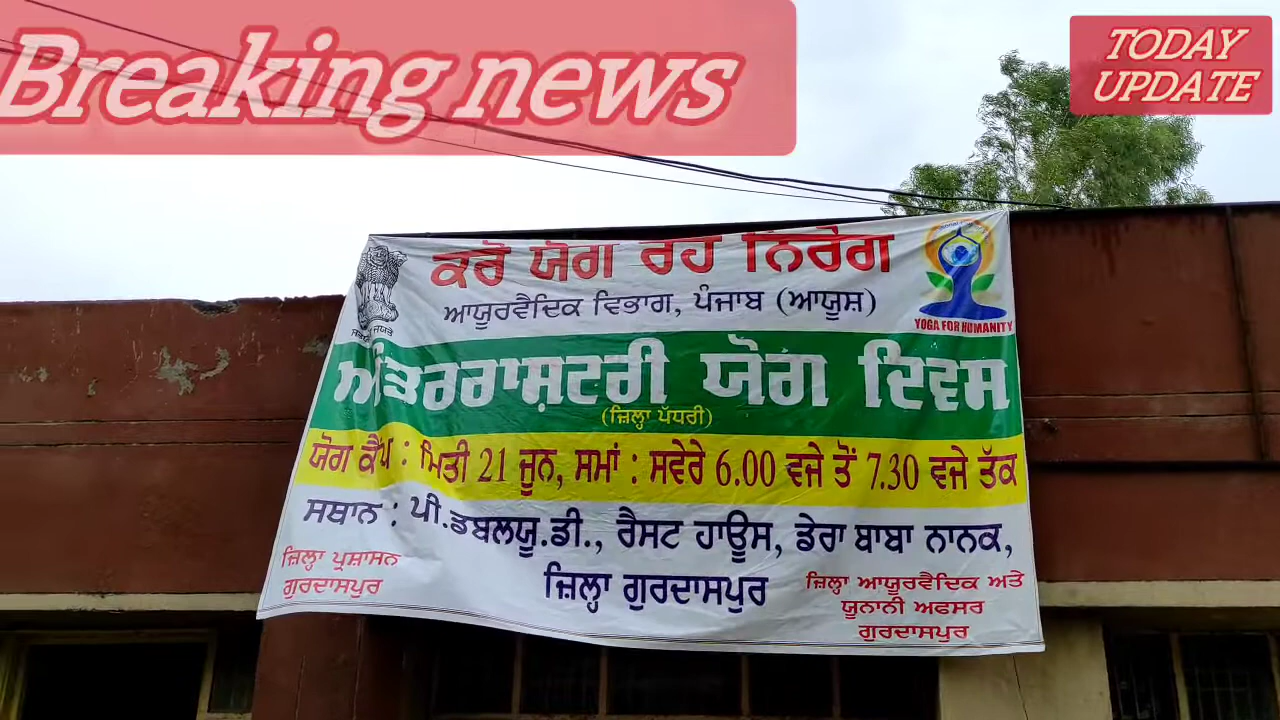 Breaking news
TODAY
UPDATE
ਕਰੋ ਯੋਗ ਰਹੋ ਨਿਰੋਗ
ਆਯੂਰਵੈਦਿਕ ਵਿਭਾਗ, ਪੰਜਾਬ (ਆਯੂਸ਼)
YOGA FOR HUMANITY
ਅੰਤਰਰਾਸ਼ਟਰੀ ਯੋਗ ਦਿਵਸ
(ਜ਼ਿਲ੍ਹਾ ਪੱਧਰੀ)
ਯੋਗ ਕੈਂਪ : ਮਿਤੀ 21 ਜੂਨ, ਸਮਾਂ : ਸਵੇਰੇ 6.00 ਵਜੇ ਤੋਂ 7.30 ਵਜੇ ਤੱਕ
ਸਥਾਨ : ਪੀ.ਡਬਲਯੂ.ਡੀ., ਰੈਸਟ ਹਾਊਸ, ਡੇਰਾ ਬਾਬਾ ਨਾਨਕ,
ਜ਼ਿਲ੍ਹਾ ਗੁਰਦਾਸਪੁਰ
ਜ਼ਿਲ੍ਹਾ ਪ੍ਰਸ਼ਾਸਨ
ਗੁਰਦਾਸਪੁਰ
ਜ਼ਿਲ੍ਹਾ ਆਯੂਰਵੈਦਿਕ ਅਤੇ
ਯੂਨਾਨੀ ਅਫਸਰ
ਗੁਰਦਾਸਪੁਰ